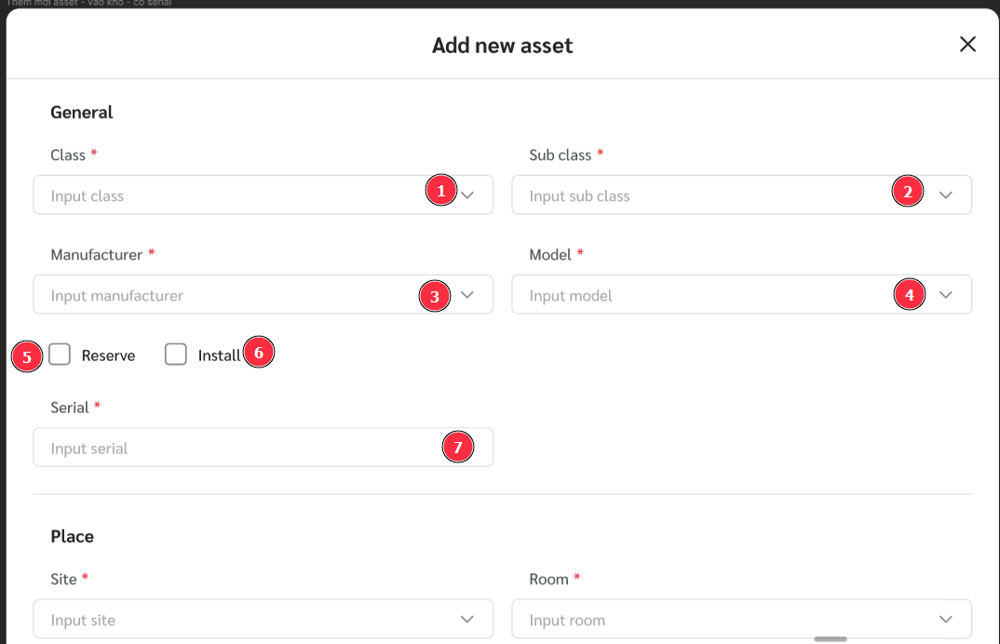 Thêm mới asset - vào kho - có serial
Add new asset
General
Class *
Sub class *
Input class
1
Input sub class
2
Manufacturer *
Model *
Input manufacturer
3
Input model
4
5
Reserve
Install
6
Serial *
Input serial
7
Place
Site *
Room *
Input site
Input room